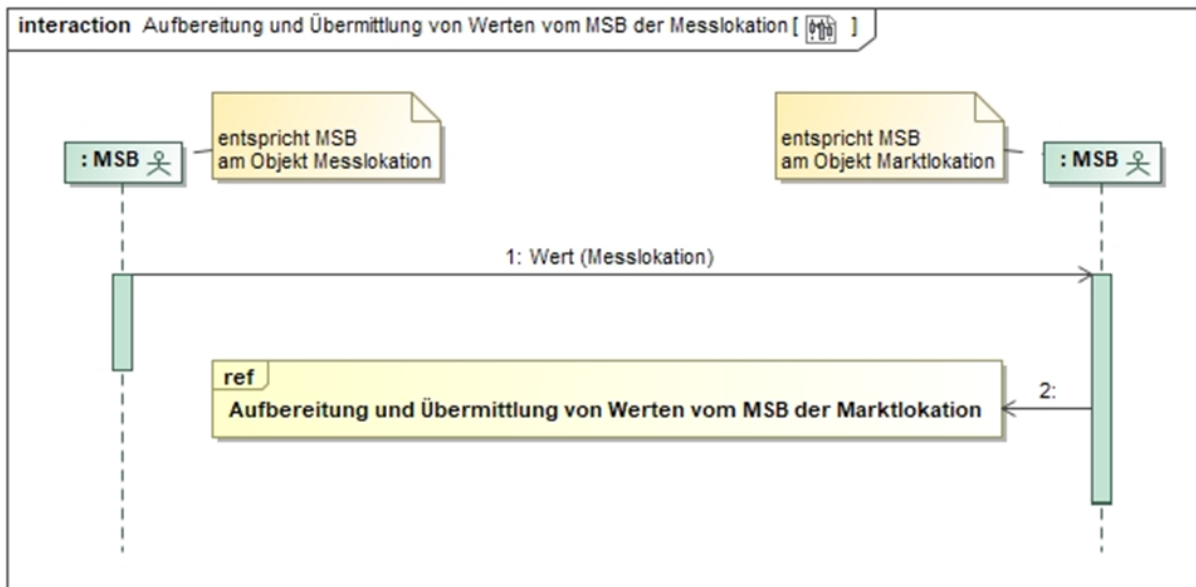 interaction Aufbereitung und Übermittlung von Werten vom MSB der Messlokation [ ]
entspricht MSB
am Objekt Messlokation
entspricht MSB
am Objekt Marktlokation
: MSB
: MSB
1: Wert (Messlokation)
ref
Aufbereitung und Übermittlung von Werten vom MSB der Marktlokation
2: